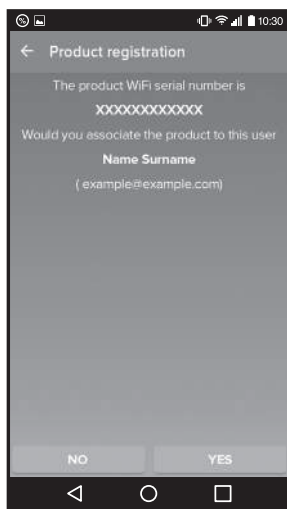 10:30
Product registration
The product WiFi serial number is
XXXXXXXXXXXX
Would you associate the product to this user
Name Surname
( example@example.com)
NO YES